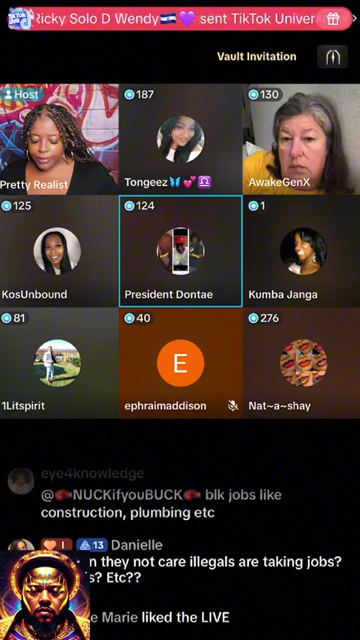 Ricky Solo D Wendy🇭🇳💜 sent TikTok Univer
Vault Invitation
Host
187
130
Pretty Realist
Tongeez🦋💕♎
AwakeGenX
125
124
1
KosUnbound
President Dontae
Kumba Janga
81
40
276
E
1Litspirit
ephraimaddison
Nat~a~shay
eye4knowledge
@🥊NUCKifyouBUCK🥊 blk jobs like
construction, plumbing etc
13 Danielle
n they not care illegals are taking jobs?
s? Etc??
e Marie liked the LIVE